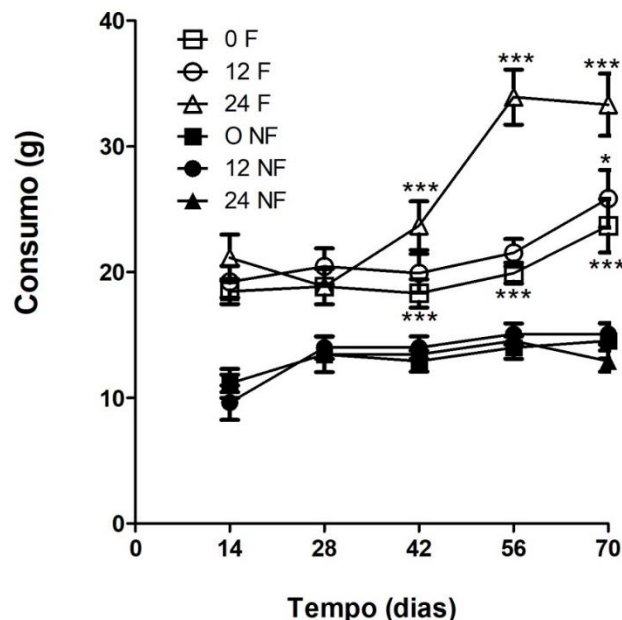 40
30
20
10
0
Consumo (g)
0 F
12 F
24 F
O NF
12 NF
24 NF
***
***
***
*
***
***
***
0
14
28
42
56
70
Tempo (dias)